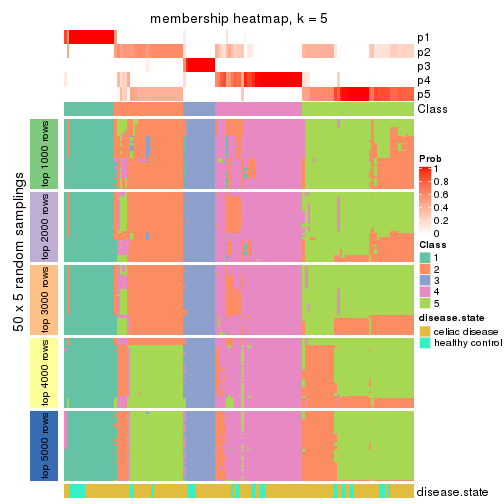 membership heatmap, k = 5
p1
p2
p3
p4
p5
Class
50 x 5 random samplings
top 1000 rows
top 2000 rows
top 3000 rows
top 4000 rows
top 5000 rows
disease.state
Prob
1
0.8
0.6
0.4
0.2
0
Class
1
2
3
4
5
disease.state
celiac disease
healthy control